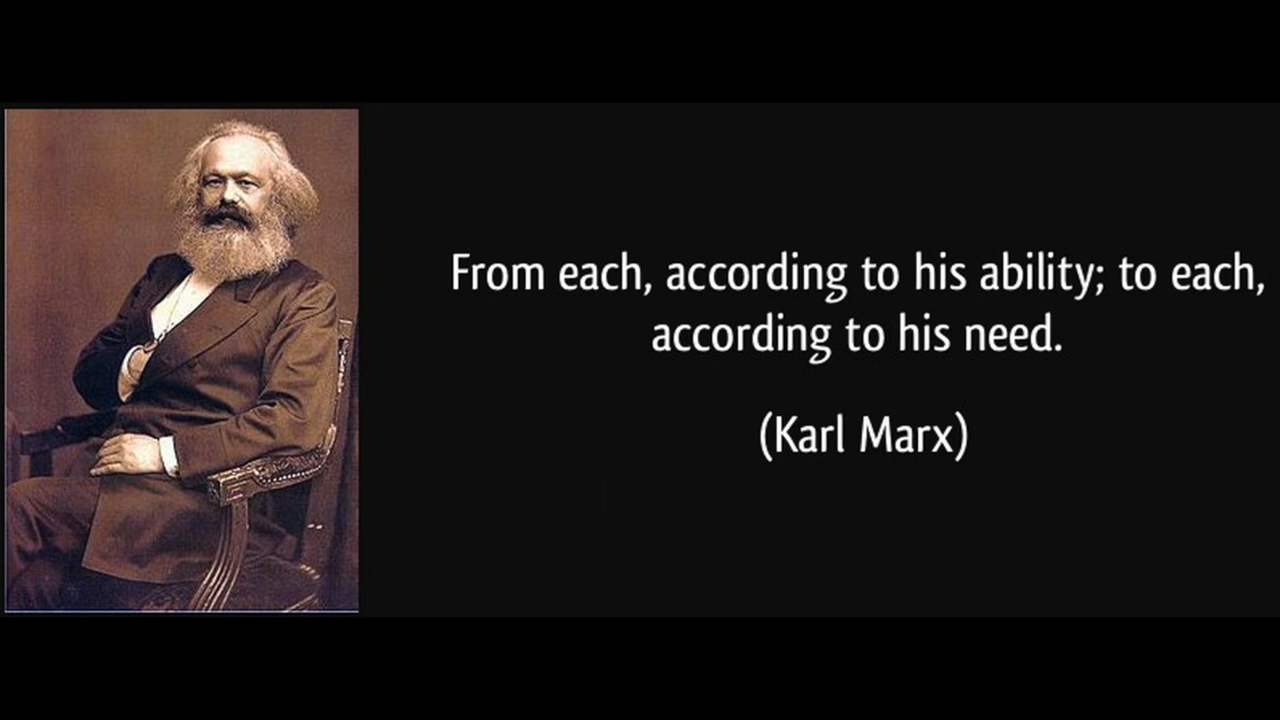 From each, according to his ability; to each,
according to his need.
(Karl Marx)